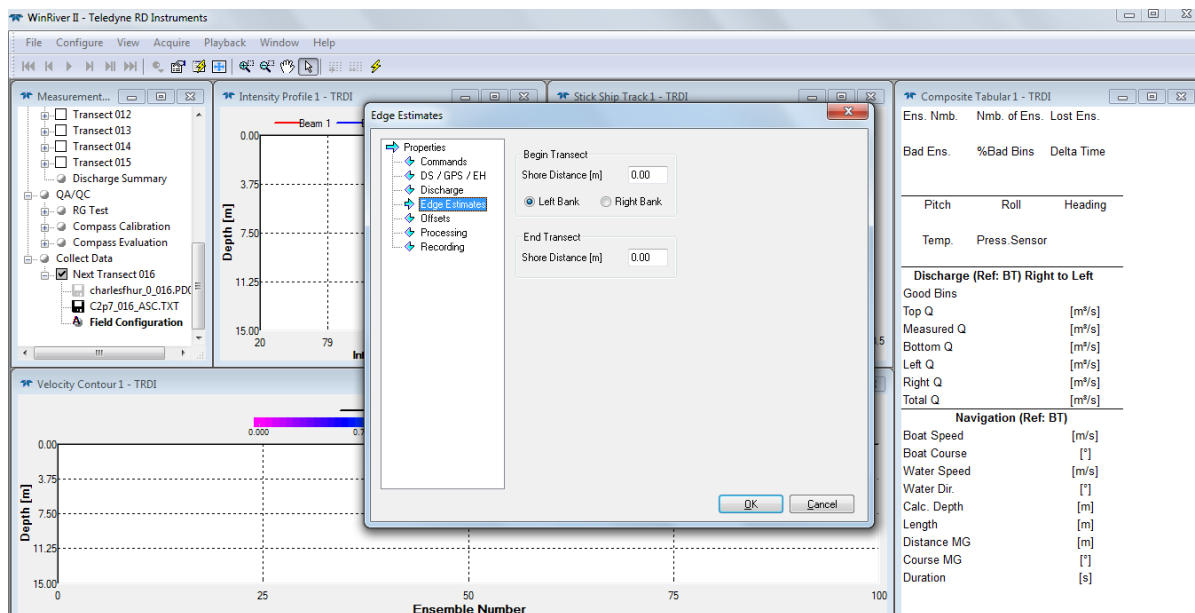 WinRiver II - Teledyne RD Instruments
File Configure View Acquire Playback Window Help
Measurement...
Transect 012
Transect 013
Transect 014
Transect 015
Discharge Summary
QA/QC
RG Test
Compass Calibration
Compass Evaluation
Collect Data
Next Transect 016
charlesfhur_0_016.PD(
C2p7_016_ASC.TXT
Field Configuration
Intensity Profile 1 - TRDI
Beam 1
0.00
3.75
7.50
11.25
15.00
Depth [m]
20 79
Int
Stick Ship Track 1 - TRDI
.5
Edge Estimates
Properties
Commands
DS / GPS / EH
Discharge
Edge Estimates
Offsets
Processing
Recording
Begin Transect
Shore Distance [m] 0.00
Left Bank Right Bank
End Transect
Shore Distance [m] 0.00
OK Cancel
Velocity Contour 1 - TRDI
0.000 0.7
0.00
3.75
7.50
11.25
15.00
Depth [m]
0 25 50 75 100
Ensemble Number
Composite Tabular 1 - TRDI
Ens. Nmb. Nmb. of Ens. Lost Ens.
Bad Ens. %Bad Bins Delta Time
Pitch Roll Heading
Temp. Press.Sensor
Discharge (Ref: BT) Right to Left
Good Bins
Top Q [m³/s]
Measured Q [m³/s]
Bottom Q [m³/s]
Left Q [m³/s]
Right Q [m³/s]
Total Q [m³/s]
Navigation (Ref: BT)
Boat Speed [m/s]
Boat Course [°]
Water Speed [m/s]
Water Dir. [°]
Calc. Depth [m]
Length [m]
Distance MG [m]
Course MG [°]
Duration [s]